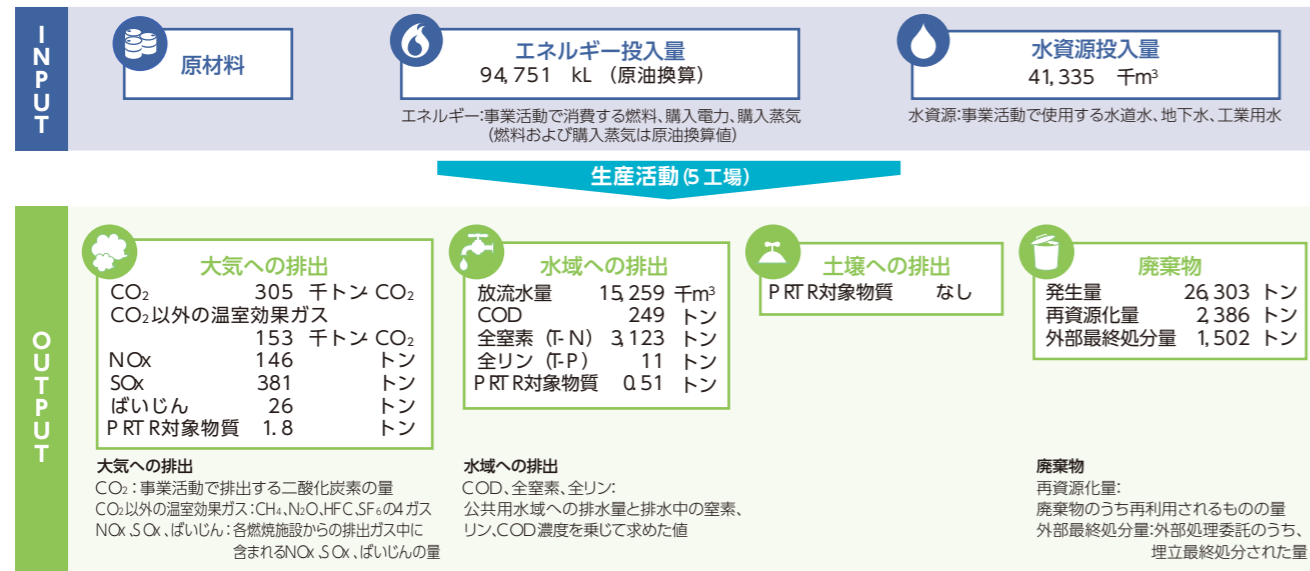 INPUT
原材料
エネルギー投入量
94,751 kL （原油換算）
エネルギー：事業活動で消費する燃料、購入電力、購入蒸気
（燃料および購入蒸気は原油換算値）
水資源投入量
41,335 千m³
水資源：事業活動で使用する水道水、地下水、工業用水
生産活動（5工場）
OUTPUT
大気への排出
CO₂ 305 千トン CO₂
CO₂以外の温室効果ガス
153 千トン CO₂
NOx 146 トン
SOx 381 トン
ばいじん 26 トン
PRTR対象物質 1.8 トン
大気への排出
CO₂：事業活動で排出する二酸化炭素の量
CO₂以外の温室効果ガス：CH₄、N₂O、HFC、SF₆の4ガス
NOx、SOx、ばいじん：各燃焼施設からの排出ガス中に
含まれるNOx、SOx、ばいじんの量
水域への排出
放流水量 15,259 千m³
COD 249 トン
全窒素（T-N） 3,123 トン
全リン（T-P） 11 トン
PRTR対象物質 0.51 トン
水域への排出
COD、全窒素、全リン：
公共用水域への排水量と排水中の窒素、
リン、COD濃度を乗じて求めた値
土壌への排出
PRTR対象物質 なし
廃棄物
発生量 26,303 トン
再資源化量 2,386 トン
外部最終処分量 1,502 トン
廃棄物
再資源化量：
廃棄物のうち再利用されるものの量
外部最終処分量：外部処理委託のうち、
埋立最終処分された量